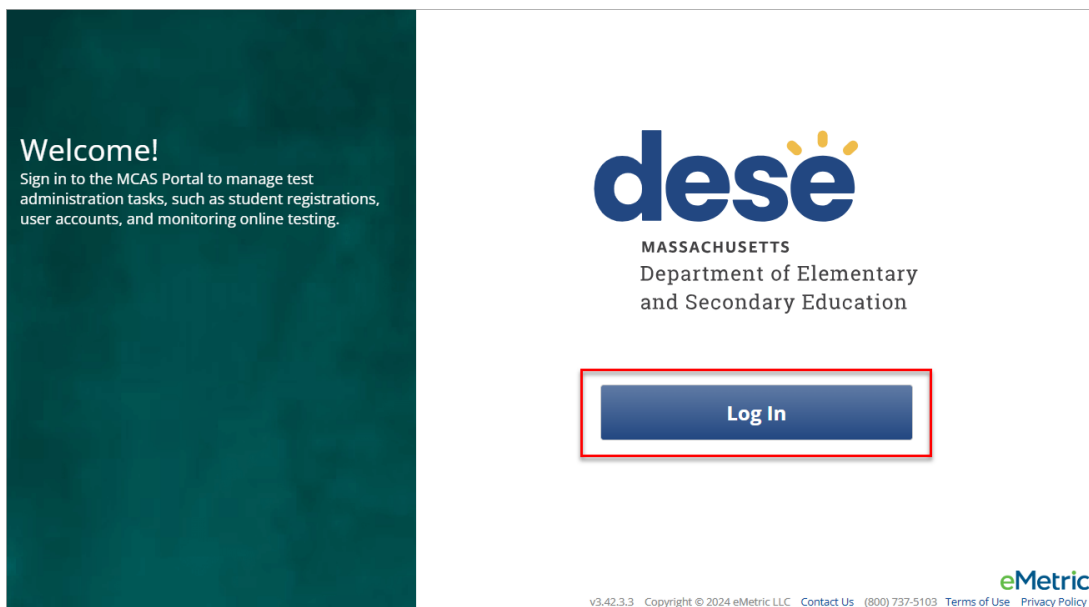 Welcome!
Sign in to the MCAS Portal to manage test
administration tasks, such as student registrations,
user accounts, and monitoring online testing.
dese
MASSACHUSETTS
Department of Elementary
and Secondary Education
Log In
eMetric
v3.42.3.3 Copyright © 2024 eMetric LLC Contact Us (800) 737-5103 Terms of Use Privacy Policy